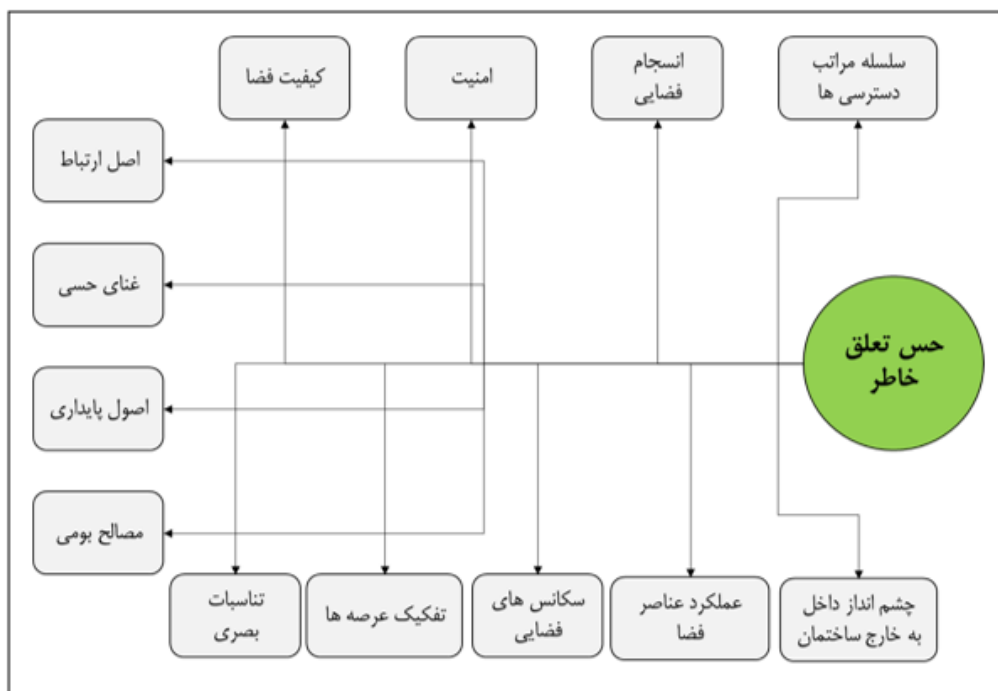 سلسله مراتب
دسترسی ها
انسجام
فضایی
امنیت
کیفیت فضا
اصل ارتباط
غنای حسی
اصول پایداری
مصالح بومی
حس تعلق
خاطر
چشم انداز داخل
به خارج ساختمان
عملکرد عناصر
فضا
سکانس های
فضایی
تفکیک عرصه ها
تناسبات
بصری